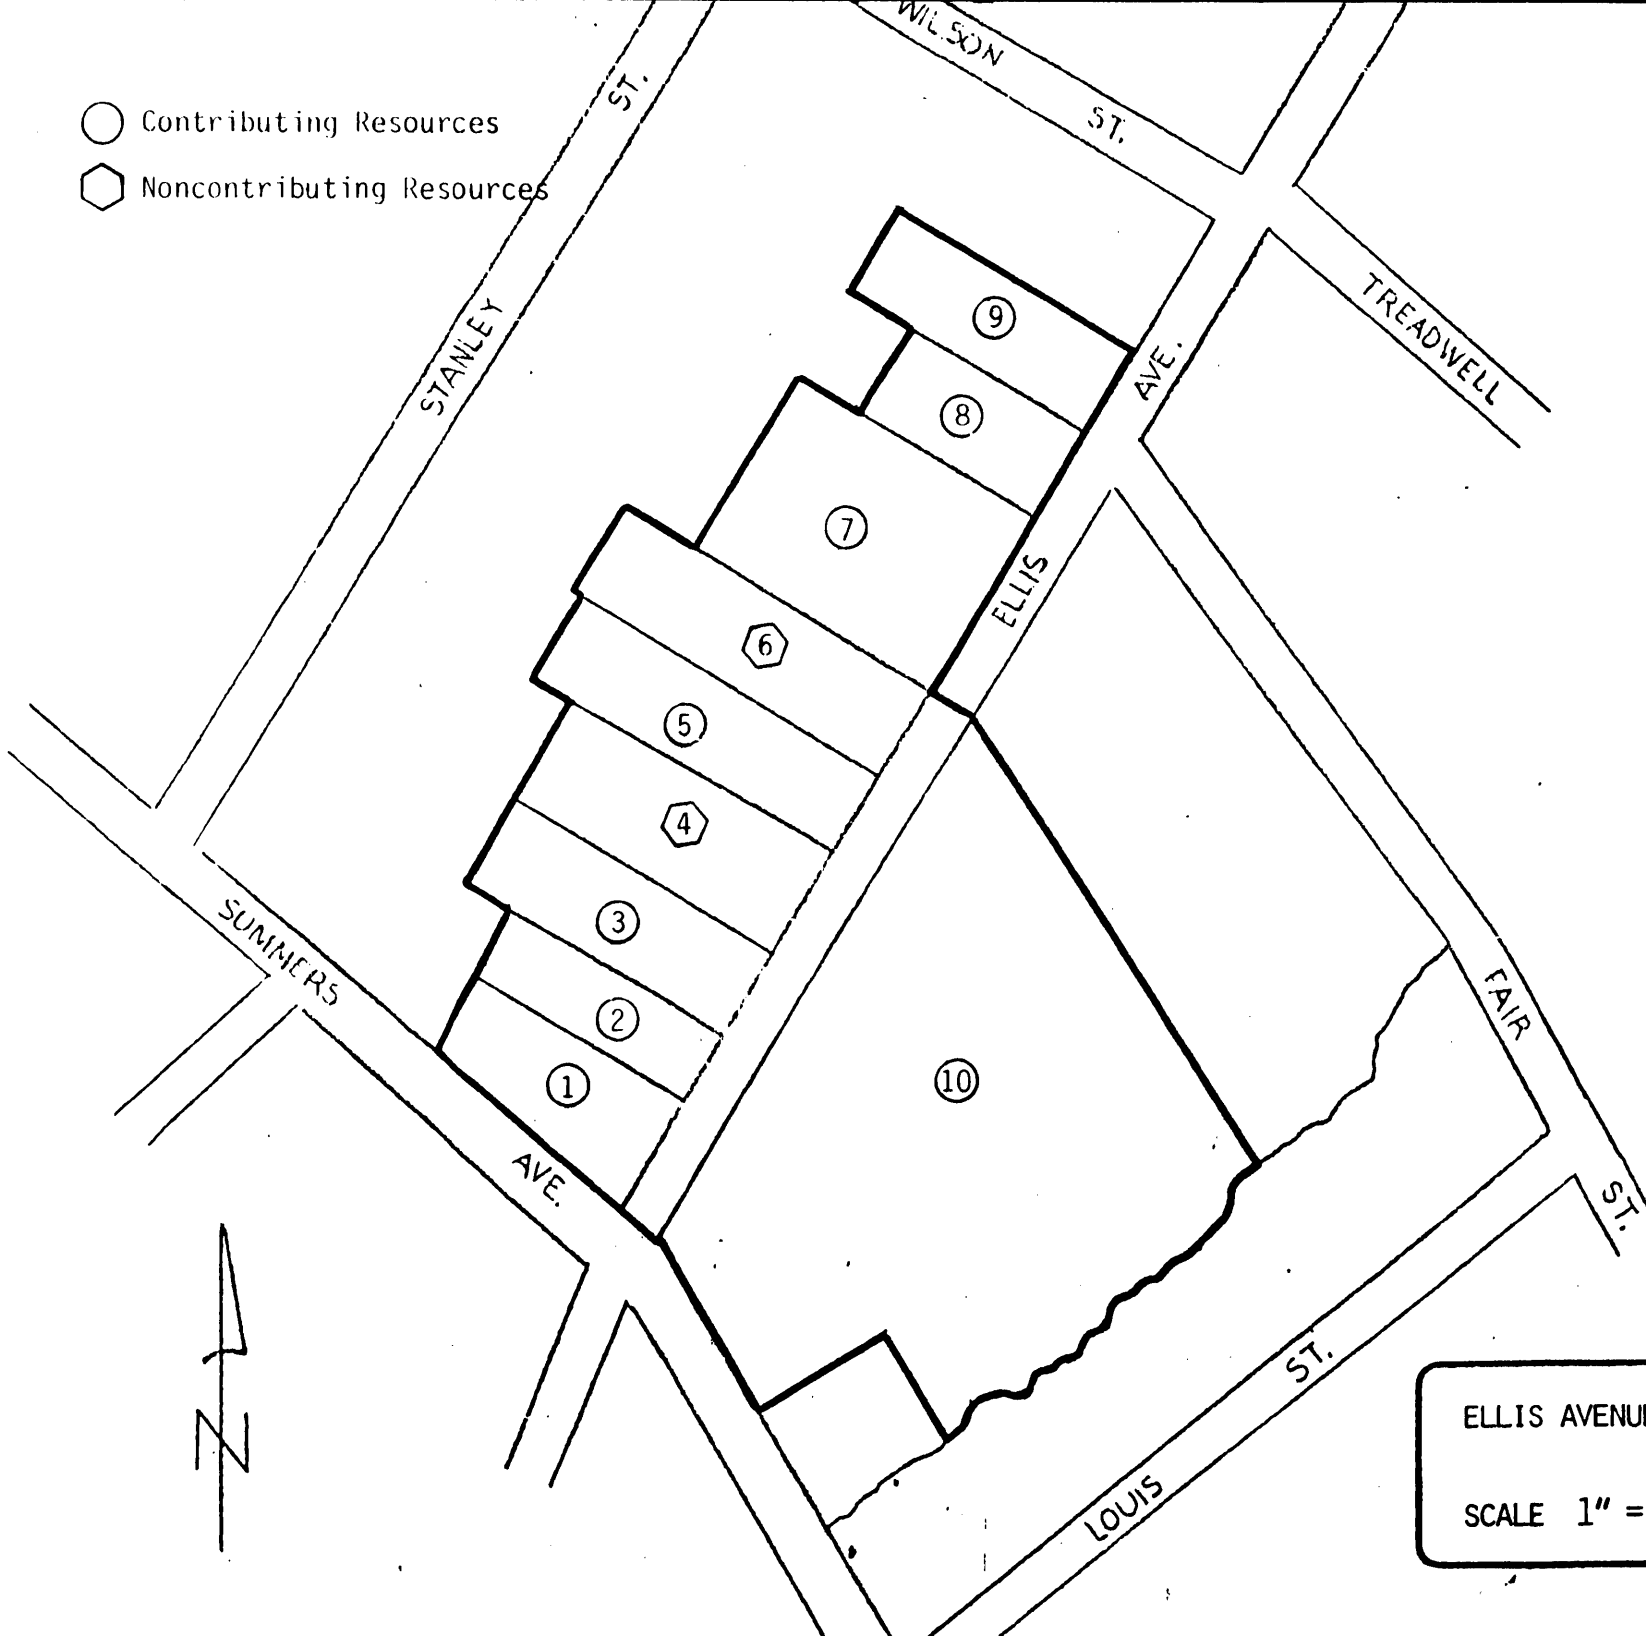 WILSON
ST.
ST.
Contributing Resources
Noncontributing Resources
STANLEY
TREADWELL
AVE.
ELLIS
9
8
7
6
5
4
3
2
1
10
SUMMERS
AVE.
FAIR
ST.
N
ST.
LOUIS
ELLIS AVENU
SCALE 1" =